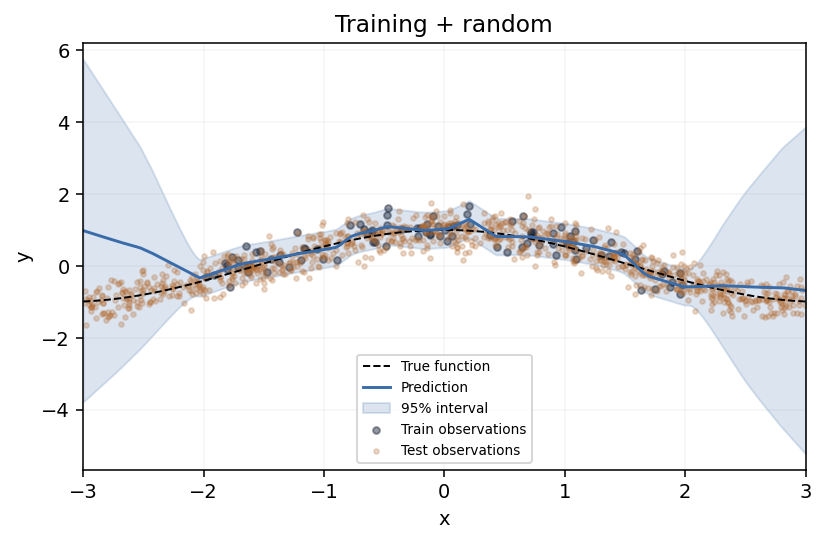 Training + random
y
6
4
2
0
−2
−4
−3
−2
−1
0
1
2
3
x
True function
Prediction
95% interval
Train observations
Test observations